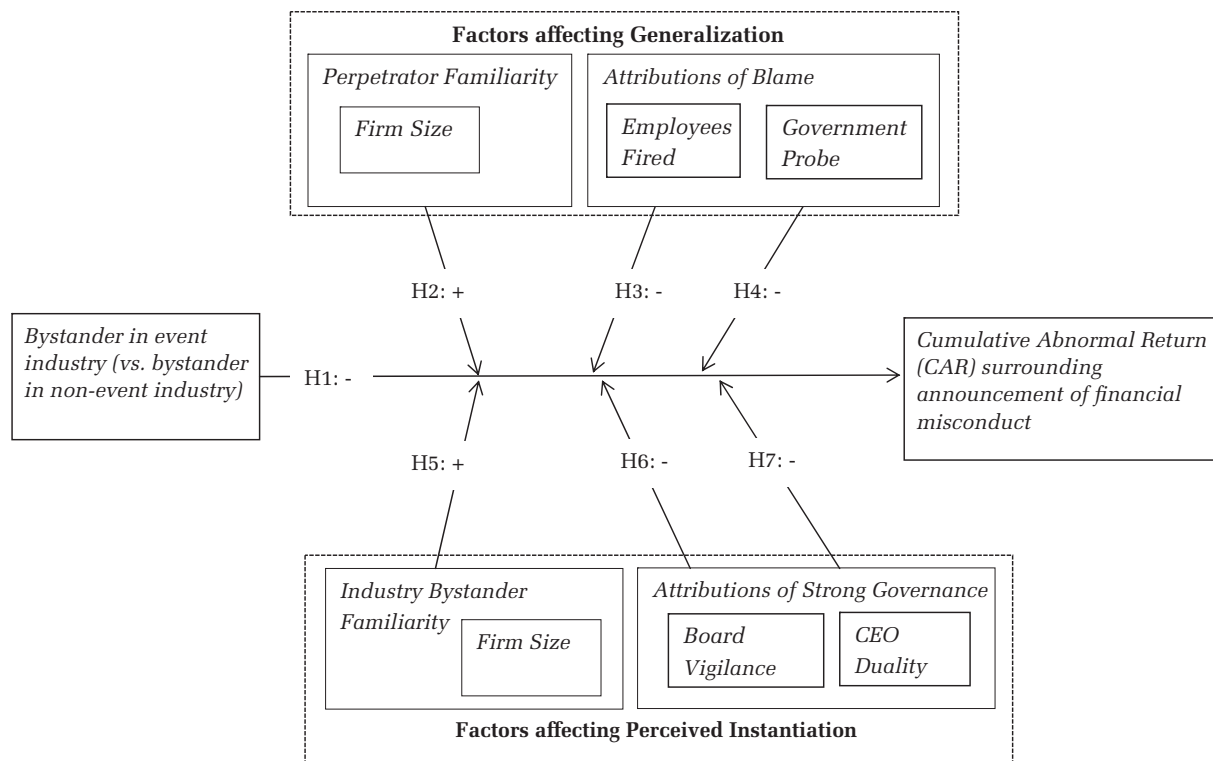 Factors affecting Generalization
Perpetrator Familiarity
Firm Size
Attributions of Blame
Employees
Fired
Government
Probe
H2: +
H3: -
H4: -
Bystander in event
industry (vs. bystander
in non-event industry)
H1: -
Cumulative Abnormal Return
(CAR) surrounding
announcement of financial
misconduct
H5: +
H6: -
H7: -
Industry Bystander
Familiarity
Firm Size
Attributions of Strong Governance
Board
Vigilance
CEO
Duality
Factors affecting Perceived Instantiation